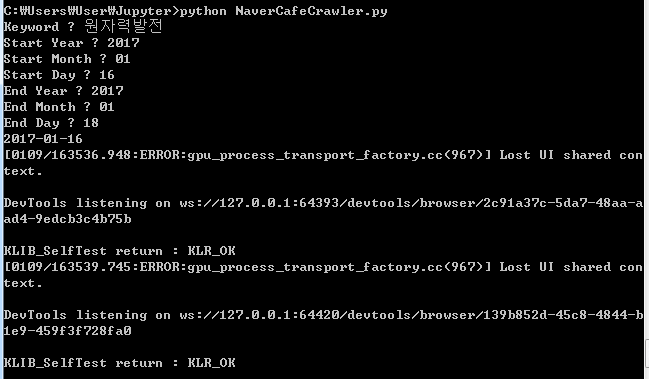 C:₩Users₩User₩Jupyter>python NaverCafeCrawler.py
Keyword ? 원자력발전
Start Year ? 2017
Start Month ? 01
Start Day ? 16
End Year ? 2017
End Month ? 01
End Day ? 18
2017-01-16
[0109/163536.948:ERROR:gpu_process_transport_factory.cc(967)] Lost UI shared con
text.
DevTools listening on ws://127.0.0.1:64393/devtools/browser/2c91a37c-5da7-48aa-a
ad4-9edcb3c4b75b
KLIB_SelfTest return : KLR_OK
[0109/163539.745:ERROR:gpu_process_transport_factory.cc(967)] Lost UI shared con
text.
DevTools listening on ws://127.0.0.1:64420/devtools/browser/139b852d-45c8-4844-b
1e9-459f3f728fa0
KLIB_SelfTest return : KLR_OK